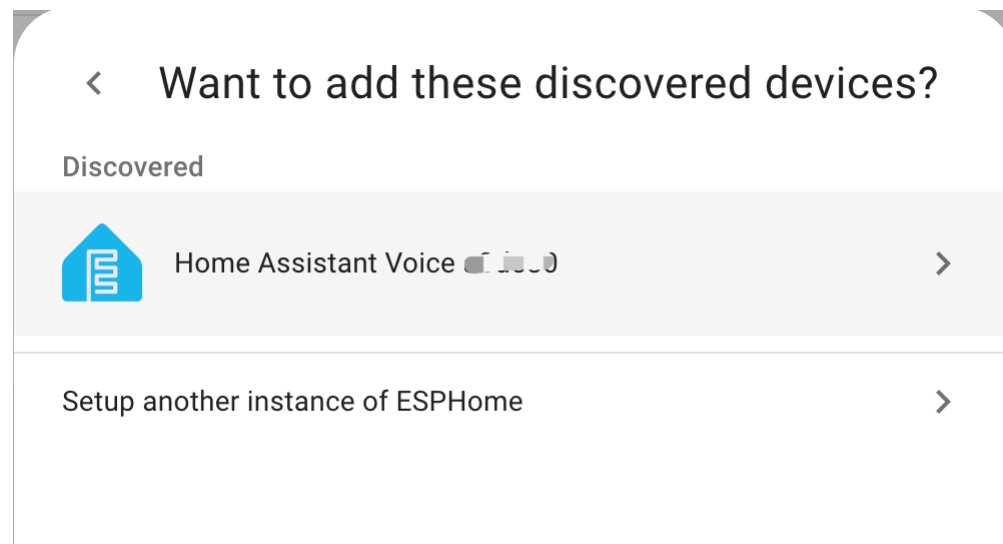 Want to add these discovered devices?
Discovered
Home Assistant Voice
Setup another instance of ESPHome